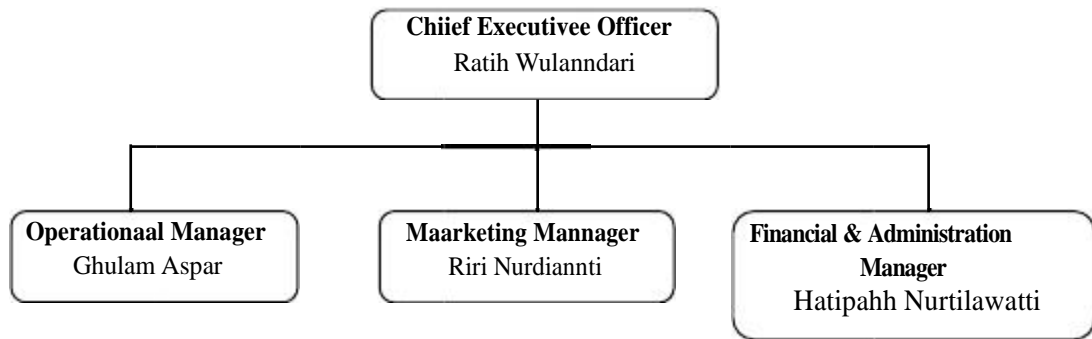 Chiief Executivee Officer
Ratih Wulanndari
Operationaal Manager
Ghulam Aspar
Maarketing Mannager
Riri Nurdiannti
Financial & Administration
Manager
Hatipahh Nurtilawatti